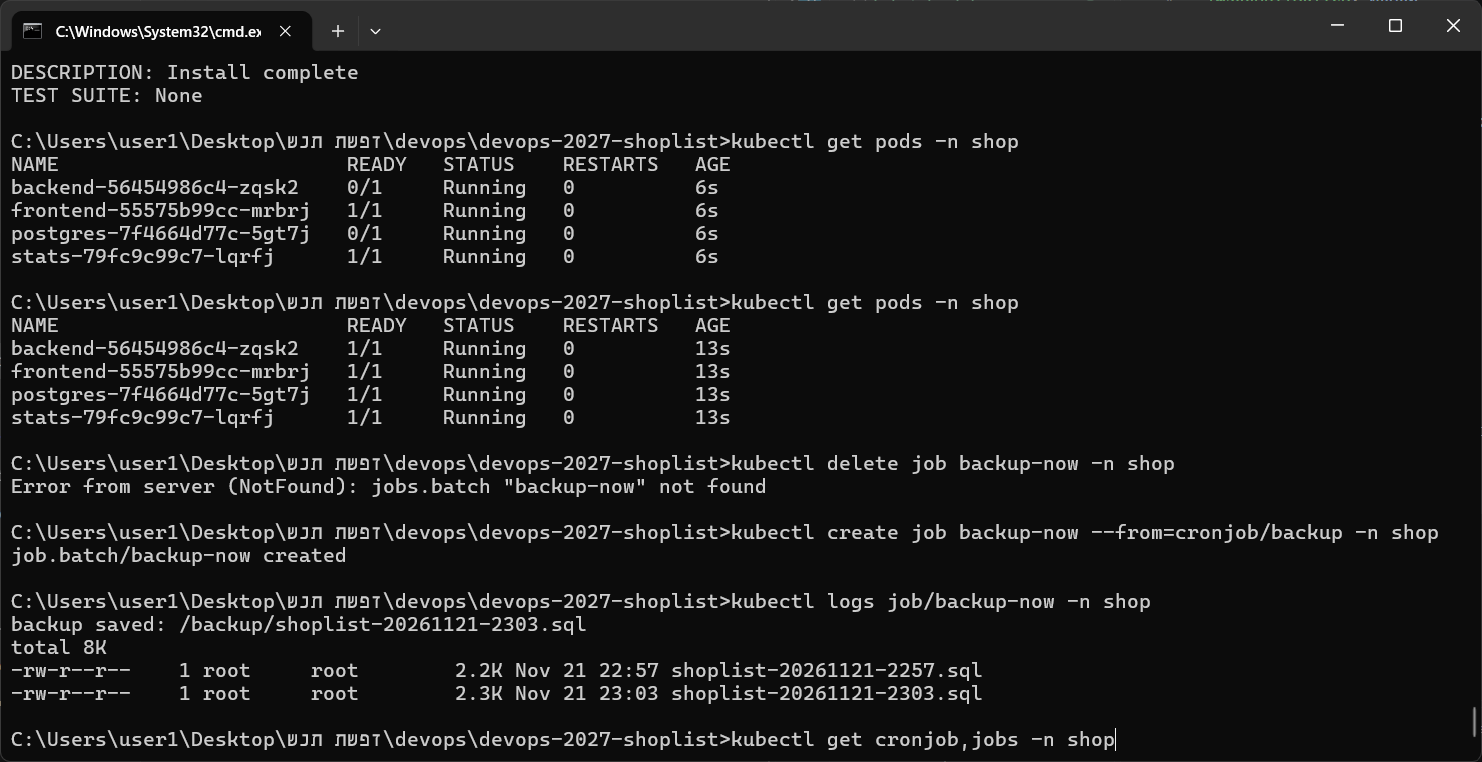 C:\Windows\System32\cmd.ex
DESCRIPTION: Install complete
TEST SUITE: None
C:\Users\user1\Desktop\שנת תשפז\devops\devops-2027-shoplist>kubectl get pods -n shop
NAME READY STATUS RESTARTS AGE
backend-56454986c4-zqsk2 0/1 Running 0 6s
frontend-55575b99cc-mrbrj 1/1 Running 0 6s
postgres-7f4664d77c-5gt7j 0/1 Running 0 6s
stats-79fc9c99c7-lqrfj 1/1 Running 0 6s
C:\Users\user1\Desktop\שנת תשפז\devops\devops-2027-shoplist>kubectl get pods -n shop
NAME READY STATUS RESTARTS AGE
backend-56454986c4-zqsk2 1/1 Running 0 13s
frontend-55575b99cc-mrbrj 1/1 Running 0 13s
postgres-7f4664d77c-5gt7j 1/1 Running 0 13s
stats-79fc9c99c7-lqrfj 1/1 Running 0 13s
C:\Users\user1\Desktop\שנת תשפז\devops\devops-2027-shoplist>kubectl delete job backup-now -n shop
Error from server (NotFound): jobs.batch "backup-now" not found
C:\Users\user1\Desktop\שנת תשפז\devops\devops-2027-shoplist>kubectl create job backup-now --from=cronjob/backup -n shop
job.batch/backup-now created
C:\Users\user1\Desktop\שנת תשפז\devops\devops-2027-shoplist>kubectl logs job/backup-now -n shop
backup saved: /backup/shoplist-20261121-2303.sql
total 8K
-rw-r--r-- 1 root root 2.2K Nov 21 22:57 shoplist-20261121-2257.sql
-rw-r--r-- 1 root root 2.3K Nov 21 23:03 shoplist-20261121-2303.sql
C:\Users\user1\Desktop\שנת תשפז\devops\devops-2027-shoplist>kubectl get cronjob,jobs -n shop